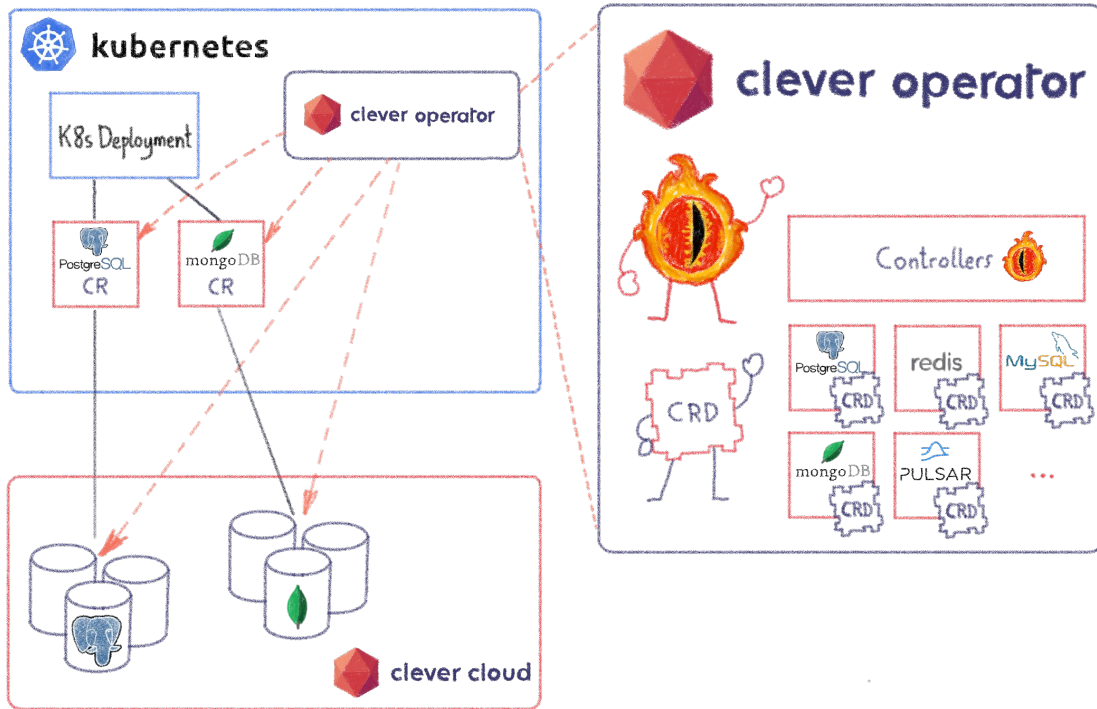 kubernetes
clever operator
K8s Deployment
PostgreSQL
CR
mongoDB
CR
clever cloud
clever operator
Controllers
CRD
PostgreSQL
CRD
redis
CRD
MySQL
CRD
mongoDB
CRD
PULSAR
CRD
...